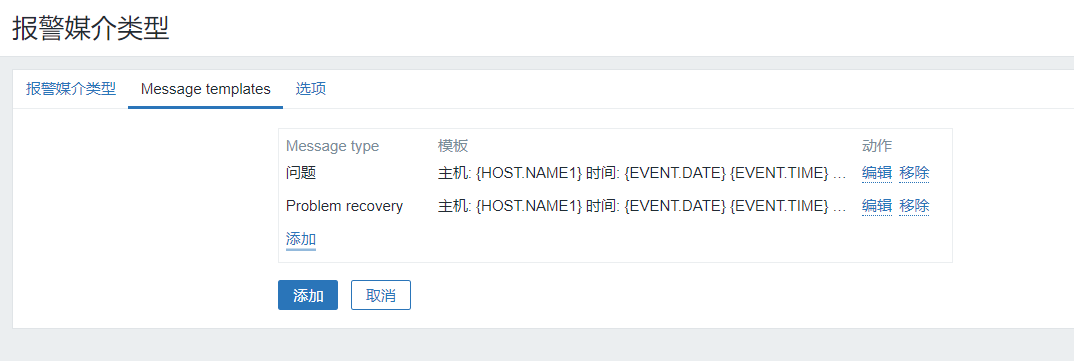 报警媒介类型
报警媒介类型 Message templates 选项
Message type 模板 动作
问题 主机: {HOST.NAME1} 时间: {EVENT.DATE} {EVENT.TIME} ... 编辑 移除
Problem recovery 主机: {HOST.NAME1} 时间: {EVENT.DATE} {EVENT.TIME} ... 编辑 移除
添加
添加 取消